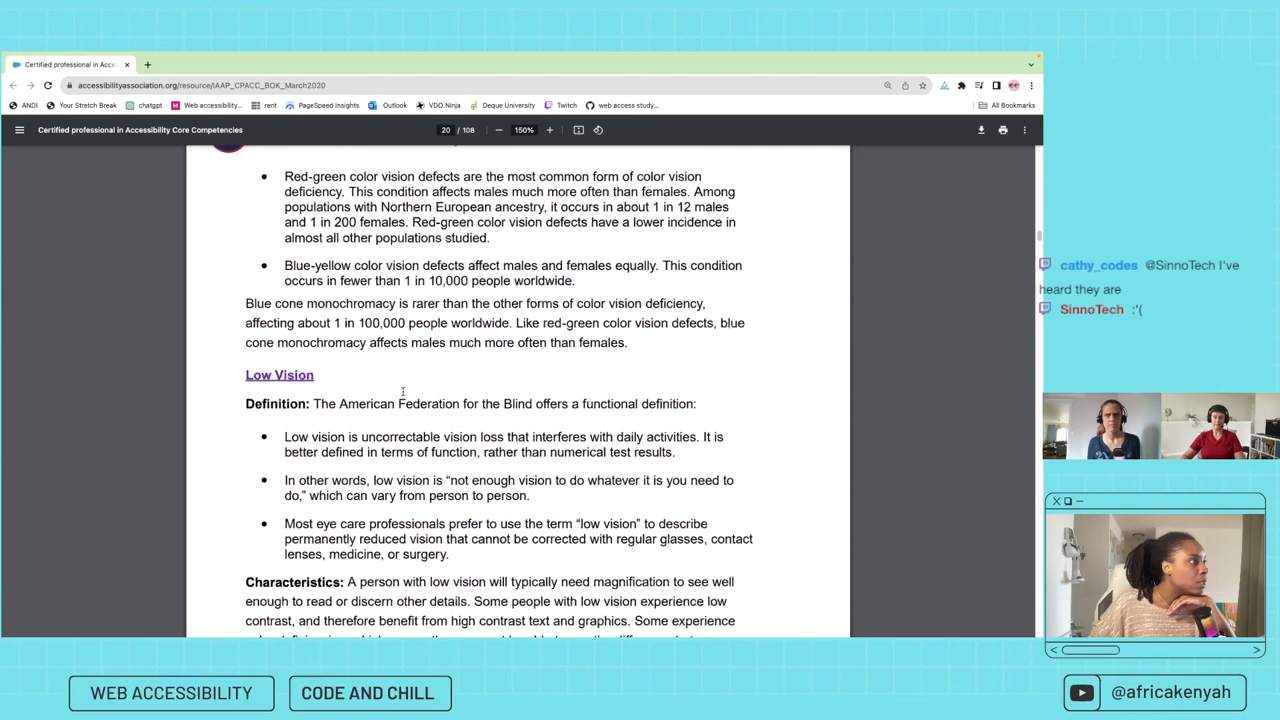 Certified professional in Acce
accessibilityassociation.org/resource/IAAP_CPACC_BOK_March2020
ANDI
Your Stretch Break
chatgpt
Web accessibility...
rent
PageSpeed Insights
Outlook
VDO.Ninja
Deque University
Twitch
web access study...
All Bookmarks
Certified professional in Accessibility Core Competencies
20 / 108
150%
Red-green color vision defects are the most common form of color vision
deficiency. This condition affects males much more often than females. Among
populations with Northern European ancestry, it occurs in about 1 in 12 males
and 1 in 200 females. Red-green color vision defects have a lower incidence in
almost all other populations studied.
Blue-yellow color vision defects affect males and females equally. This condition
occurs in fewer than 1 in 10,000 people worldwide.
Blue cone monochromacy is rarer than the other forms of color vision deficiency,
affecting about 1 in 100,000 people worldwide. Like red-green color vision defects, blue
cone monochromacy affects males much more often than females.
Low Vision
Definition: The American Federation for the Blind offers a functional definition:
Low vision is uncorrectable vision loss that interferes with daily activities. It is
better defined in terms of function, rather than numerical test results.
In other words, low vision is “not enough vision to do whatever it is you need to
do,” which can vary from person to person.
Most eye care professionals prefer to use the term “low vision” to describe
permanently reduced vision that cannot be corrected with regular glasses, contact
lenses, medicine, or surgery.
Characteristics: A person with low vision will typically need magnification to see well
enough to read or discern other details. Some people with low vision experience low
contrast, and therefore benefit from high contrast text and graphics. Some experience
cathy_codes @SinnoTech I've
heard they are
SinnoTech :'(
WEB ACCESSIBILITY
CODE AND CHILL
@africakenyah